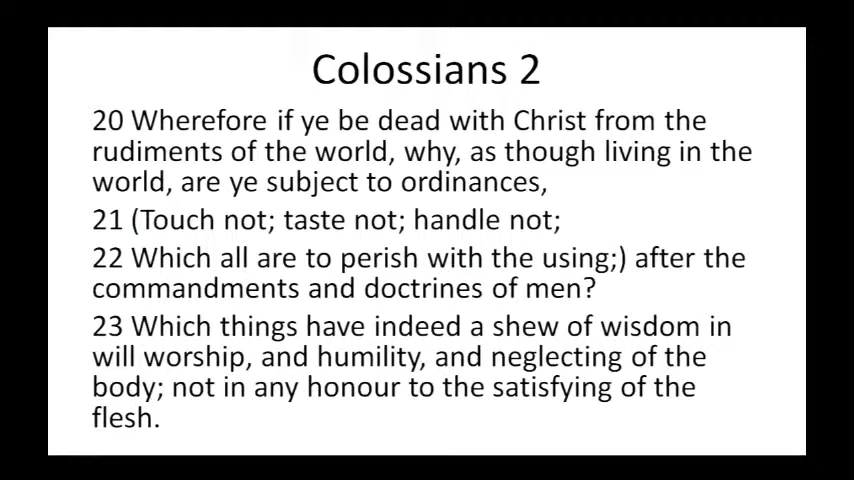 Colossians 2
20 Wherefore if ye be dead with Christ from the
rudiments of the world, why, as though living in the
world, are ye subject to ordinances,
21 (Touch not; taste not; handle not;
22 Which all are to perish with the using;) after the
commandments and doctrines of men?
23 Which things have indeed a shew of wisdom in
will worship, and humility, and neglecting of the
body; not in any honour to the satisfying of the
flesh.